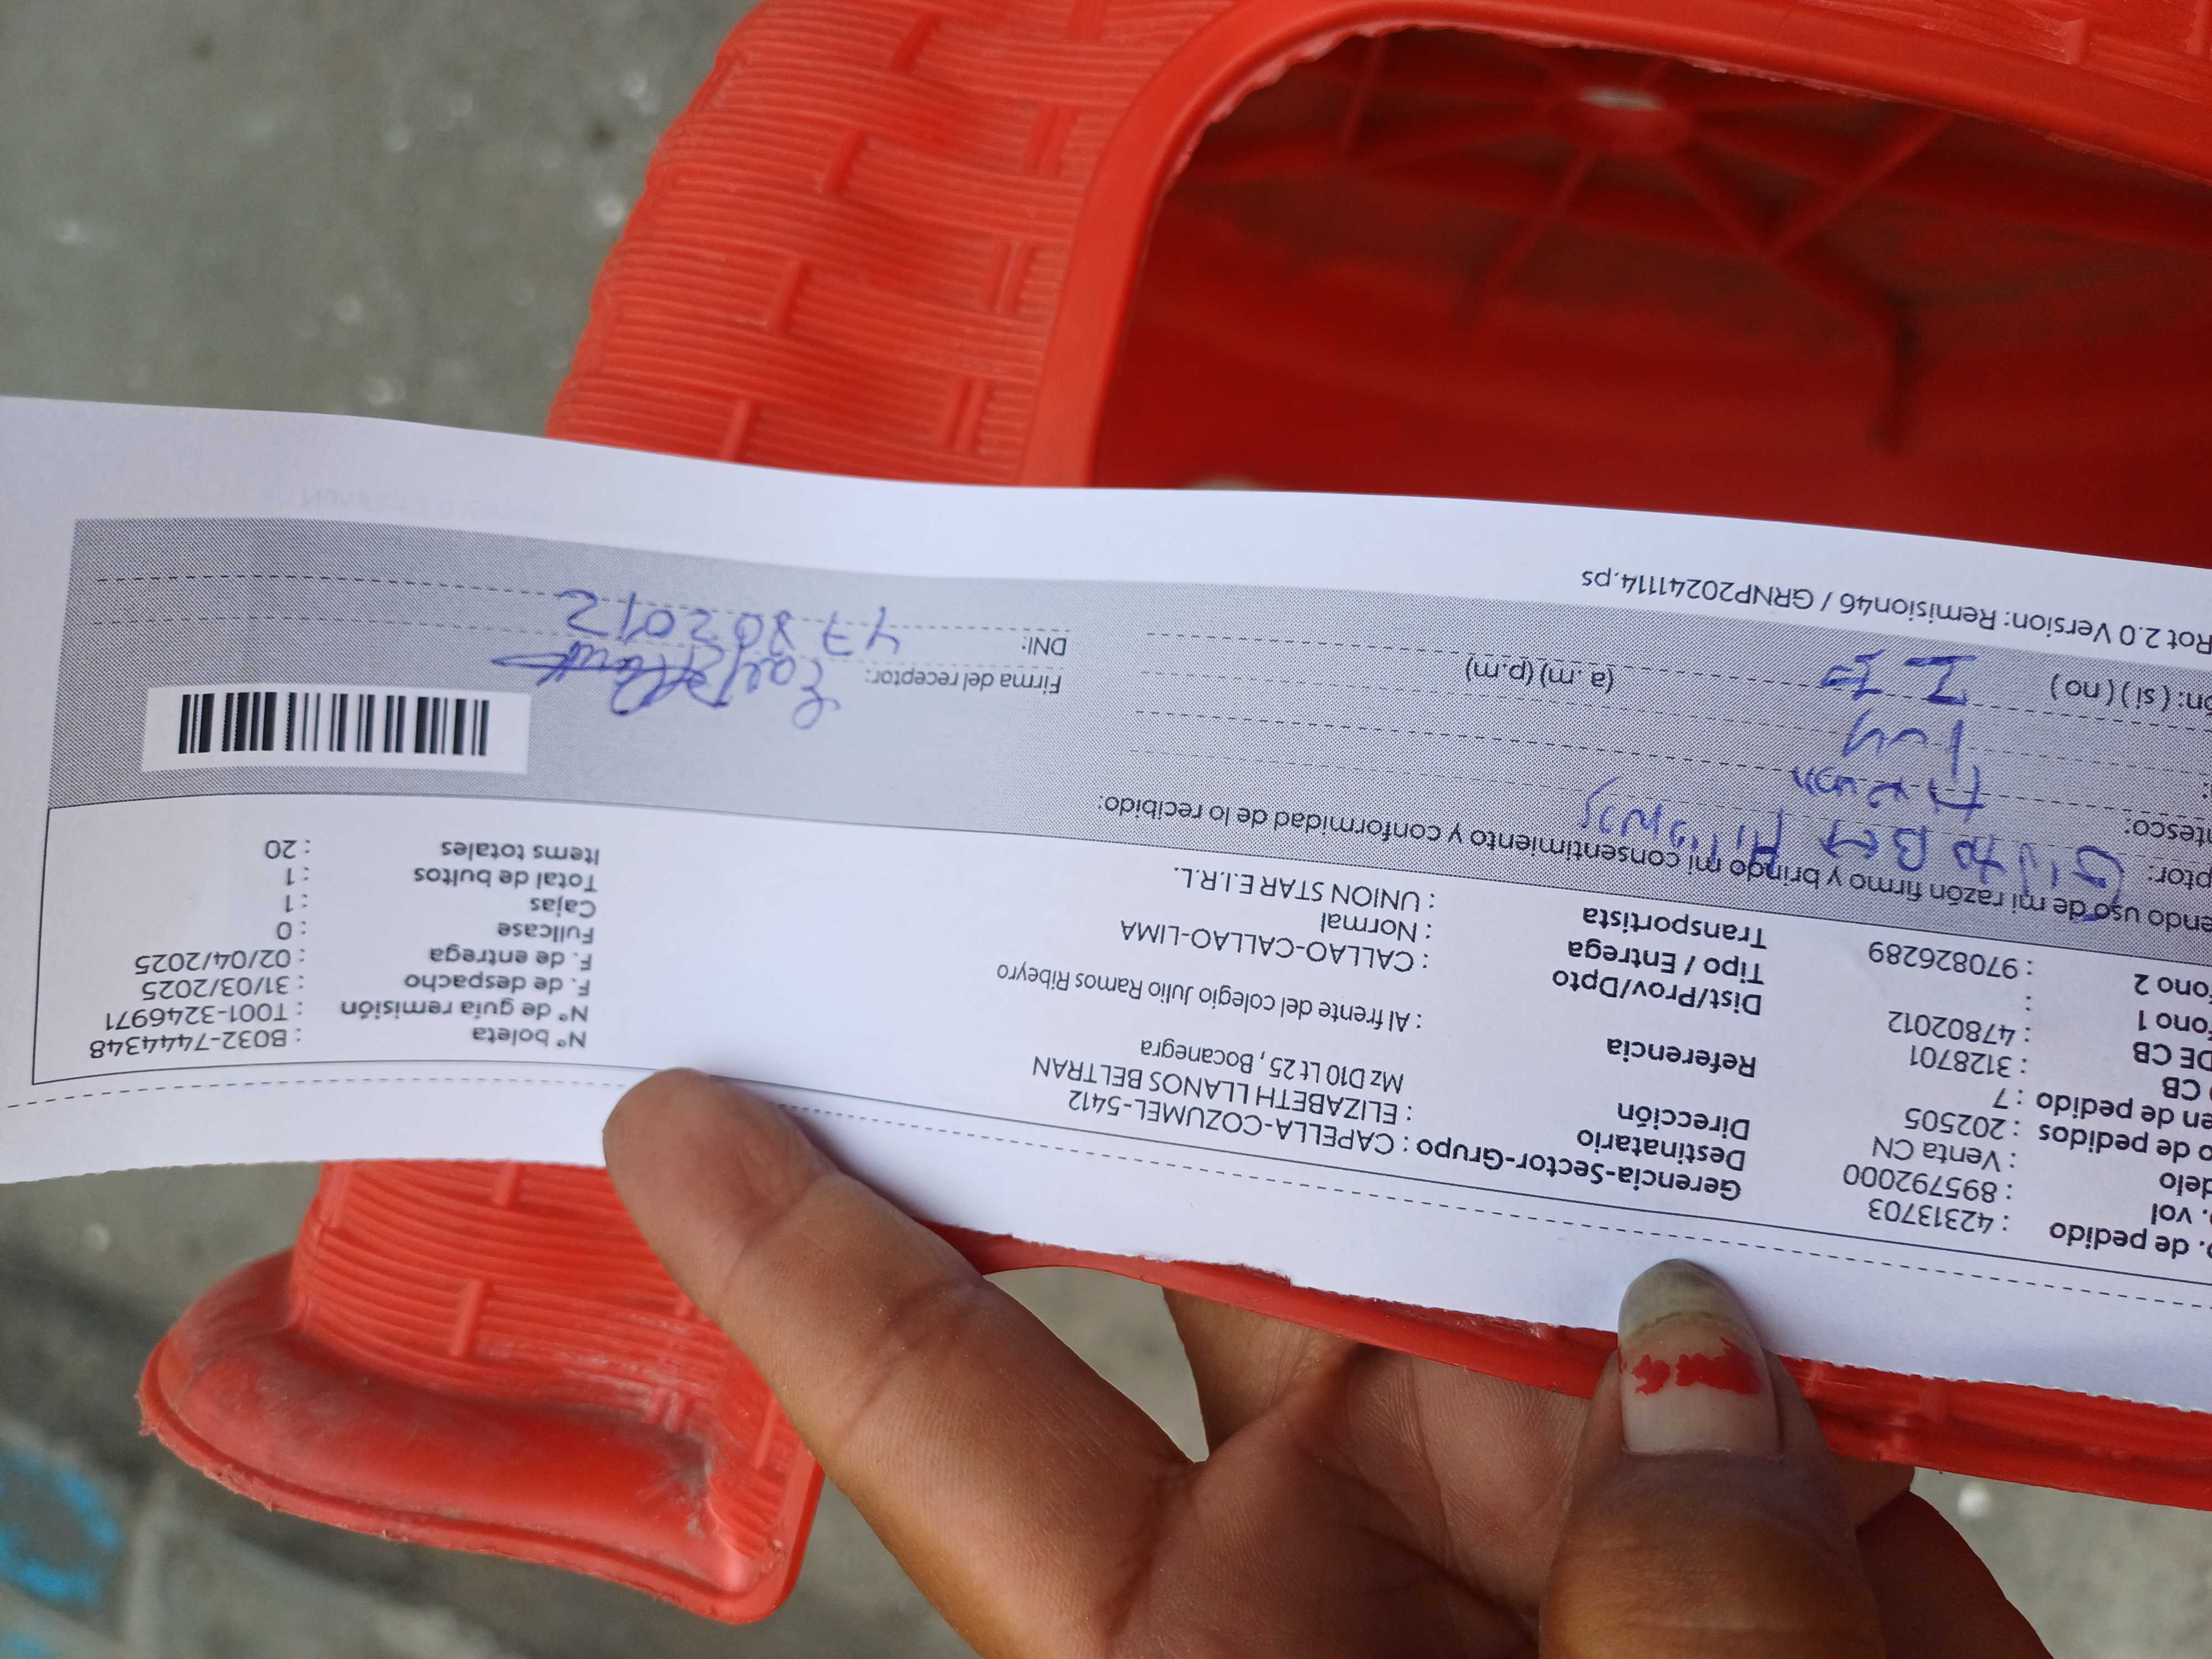 . de pedido : 42313703
. vol : 895792000
delo : Venta CN
o de pedidos : 202505
en de pedido : 7
CB : 3128701
DE CB : 47802012
fono 1 :
fono 2 : 970826289
Gerencia-Sector-Grupo : CAPELLA-COZUMEL-5412
Destinatario : ELIZABETH LLANOS BELTRAN
Dirección Mz D10 Lt 25 , Bocanegra
Referencia : Al frente del colegio Julio Ramos Ribeyro
Dist/Prov/Dpto : CALLAO-CALLAO-LIMA
Tipo / Entrega : Normal
Transportista : UNION STAR E.I.R.L.
N° boleta : B032-7444348
N° de guía remisión : T001-3246971
F. de despacho : 31/03/2025
F. de entrega : 02/04/2025
Fullcase : 0
Cajas : 1
Total de bultos : 1
Items totales : 20
endo uso de mi razón firmo y brindo mi consentimiento y conformidad de lo recibido:
ptor:
ntesco:
:
ón: ( si ) ( no ) (a. m) (p. m)
Firma del receptor:
DNI: 47802012
Rot 2.0 Version: Remision46 / GRNP20241114.ps